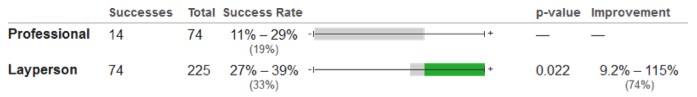 Successes Total Success Rate p-value Improvement
Professional 14 74 11% – 29% - + — —
(19%)
Layperson 74 225 27% – 39% - + 0.022 9.2% – 115%
(33%) (74%)